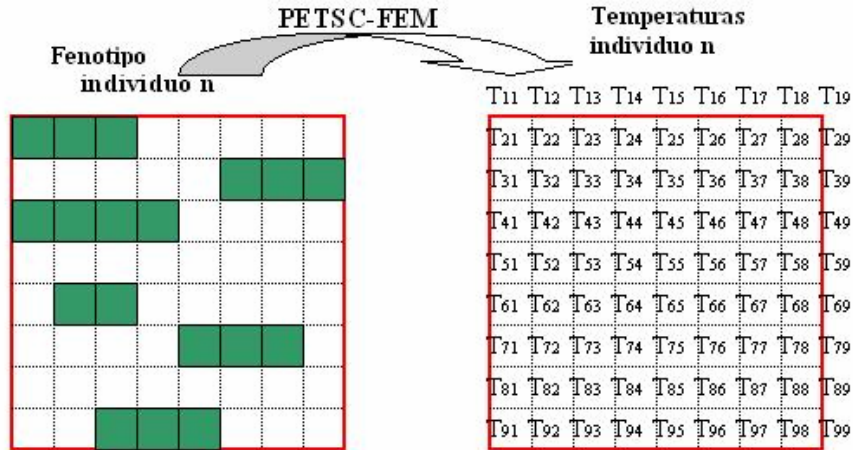 PETSC-FEM
Fenotipo
individuo n
Temperaturas
individuo n
T11 T12 T13 T14 T15 T16 T17 T18 T19
T21 T22 T23 T24 T25 T26 T27 T28 T29
T31 T32 T33 T34 T35 T36 T37 T38 T39
T41 T42 T43 T44 T45 T46 T47 T48 T49
T51 T52 T53 T54 T55 T56 T57 T58 T59
T61 T62 T63 T64 T65 T66 T67 T68 T69
T71 T72 T73 T74 T75 T76 T77 T78 T79
T81 T82 T83 T84 T85 T86 T87 T88 T89
T91 T92 T93 T94 T95 T96 T97 T98 T99